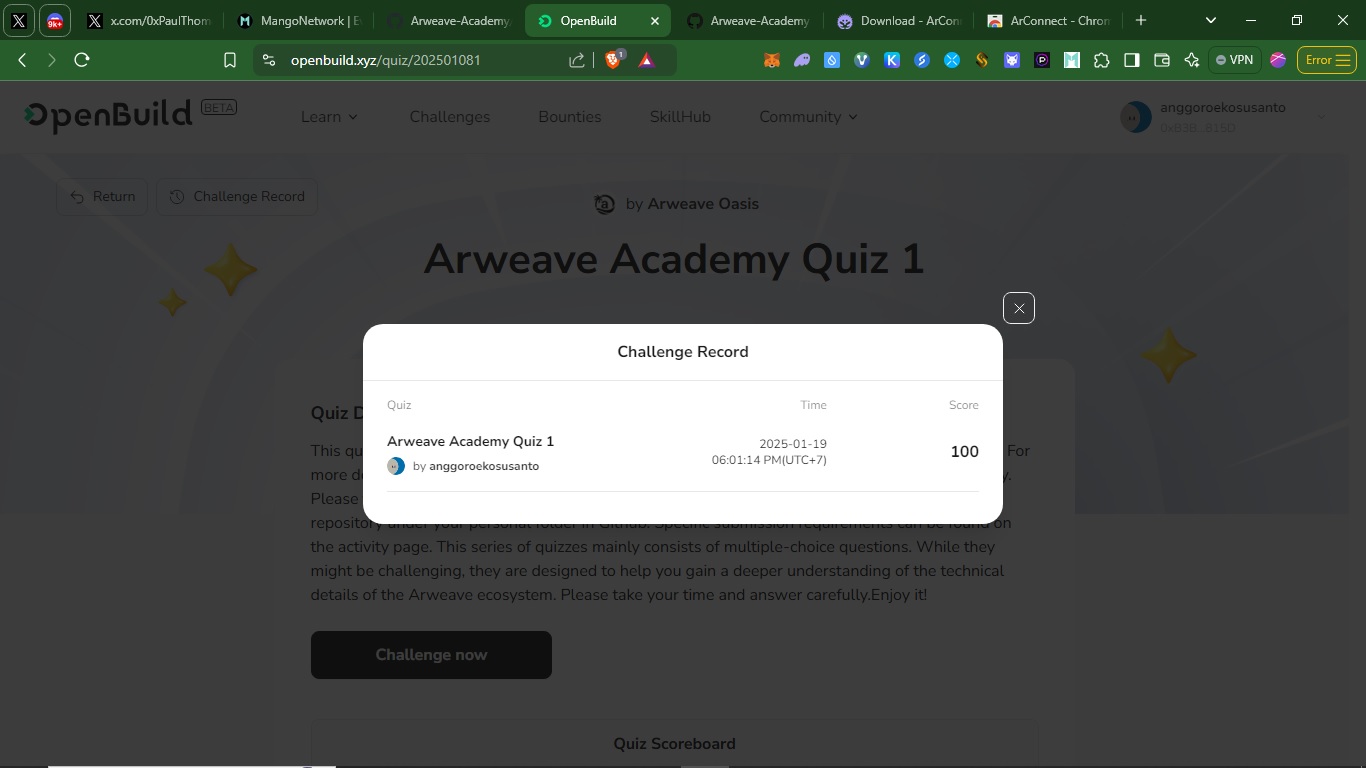 x.com/0xPaulThom
MangoNetwork | E
Arweave-Academy
OpenBuild
Arweave-Academy
Download - ArCon
ArConnect - Chron
openbuild.xyz/quiz/202501081
1
VPN
Error
OpenBuild BETA
Learn
Challenges
Bounties
SkillHub
Community
anggoroekosusanto
0xB3B...815D
Return
Challenge Record
by Arweave Oasis
Arweave Academy Quiz 1
Challenge Record
Quiz Time Score
Arweave Academy Quiz 1
by anggoroekosusanto
2025-01-19
06:01:14 PM(UTC+7)
100
Quiz D
This qu For
more de y.
Please
repository under your personal folder in Github. Specific submission requirements can be found on
the activity page. This series of quizzes mainly consists of multiple-choice questions. While they
might be challenging, they are designed to help you gain a deeper understanding of the technical
details of the Arweave ecosystem. Please take your time and answer carefully.Enjoy it!
Challenge now
Quiz Scoreboard